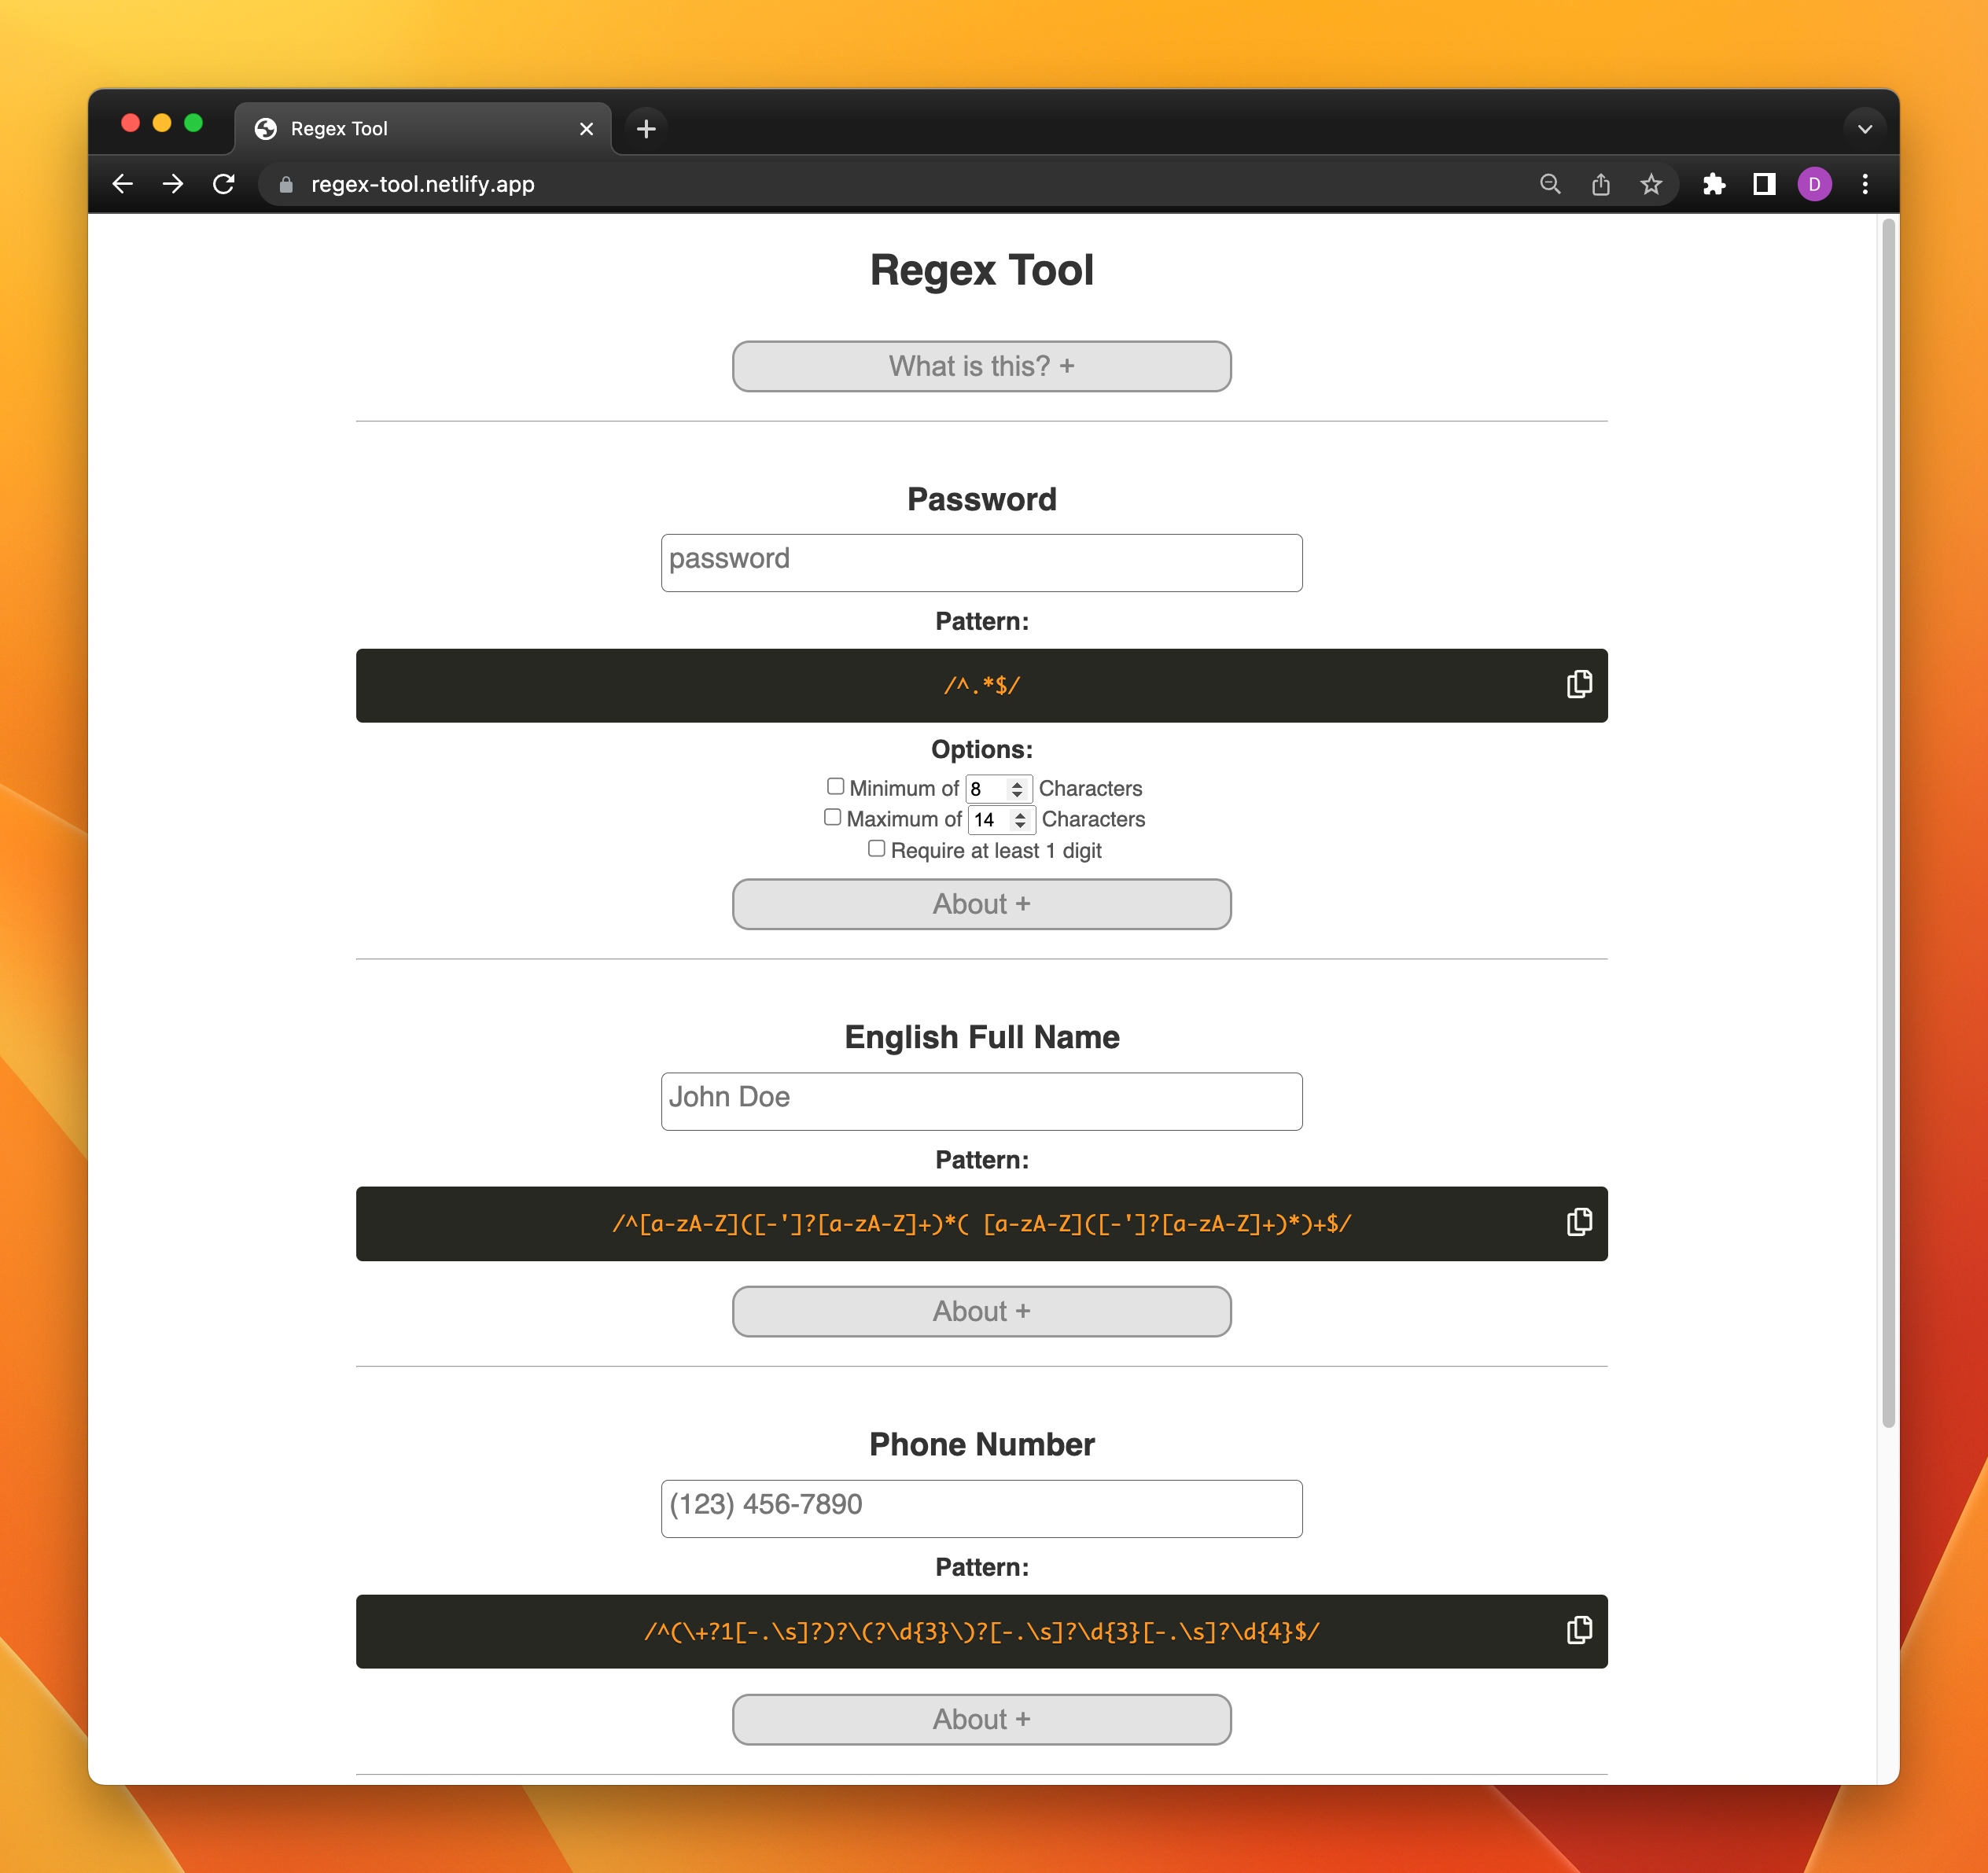 Regex Tool
regex-tool.netlify.app
D
Regex Tool
What is this? +
Password
password
Pattern:
/^.*$/
Options:
Minimum of 8 Characters
Maximum of 14 Characters
Require at least 1 digit
About +
English Full Name
John Doe
Pattern:
/^[a-zA-Z]([-']?[a-zA-Z]+)*( [a-zA-Z]([-']?[a-zA-Z]+)*)+$/
About +
Phone Number
(123) 456-7890
Pattern:
/^(\+?1[-.\s]?)?\(?\d{3}\)?[-.\s]?\d{3}[-.\s]?\d{4}$/
About +